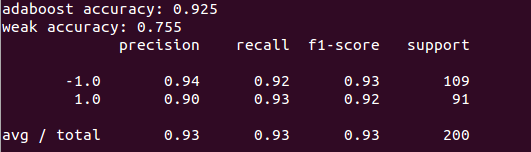 adaboost accuracy: 0.925
weak accuracy: 0.755
precision recall f1-score support
-1.0 0.94 0.92 0.93 109
1.0 0.90 0.93 0.92 91
avg / total 0.93 0.93 0.93 200